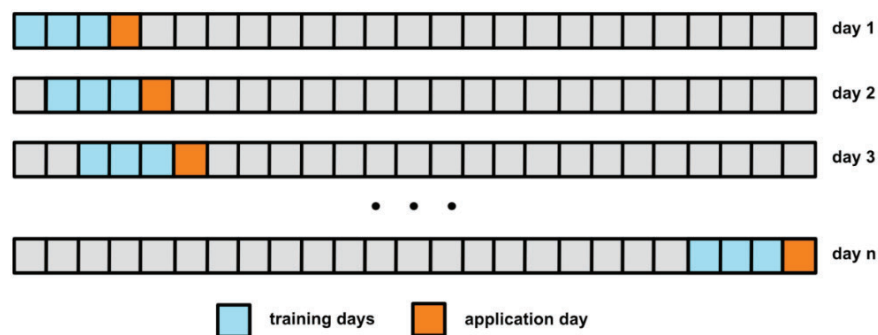 day 1
day 2
day 3
day n
training days application day